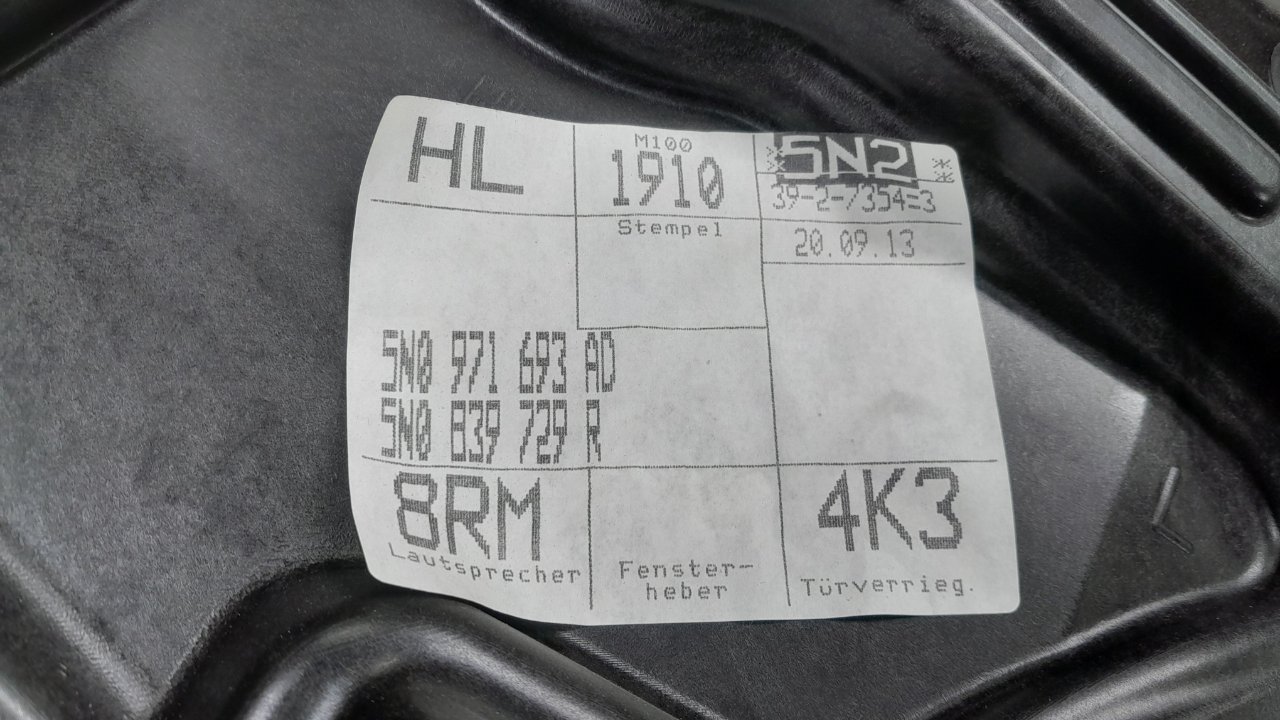 HL
M100
1910
Stempel
* 5N2 **
39-2-7354=3
20.09.13
5N0 971 693 AD
5N0 839 729 R
8RM
Lautsprecher
Fenster-
heber
4K3
Türverrieg.